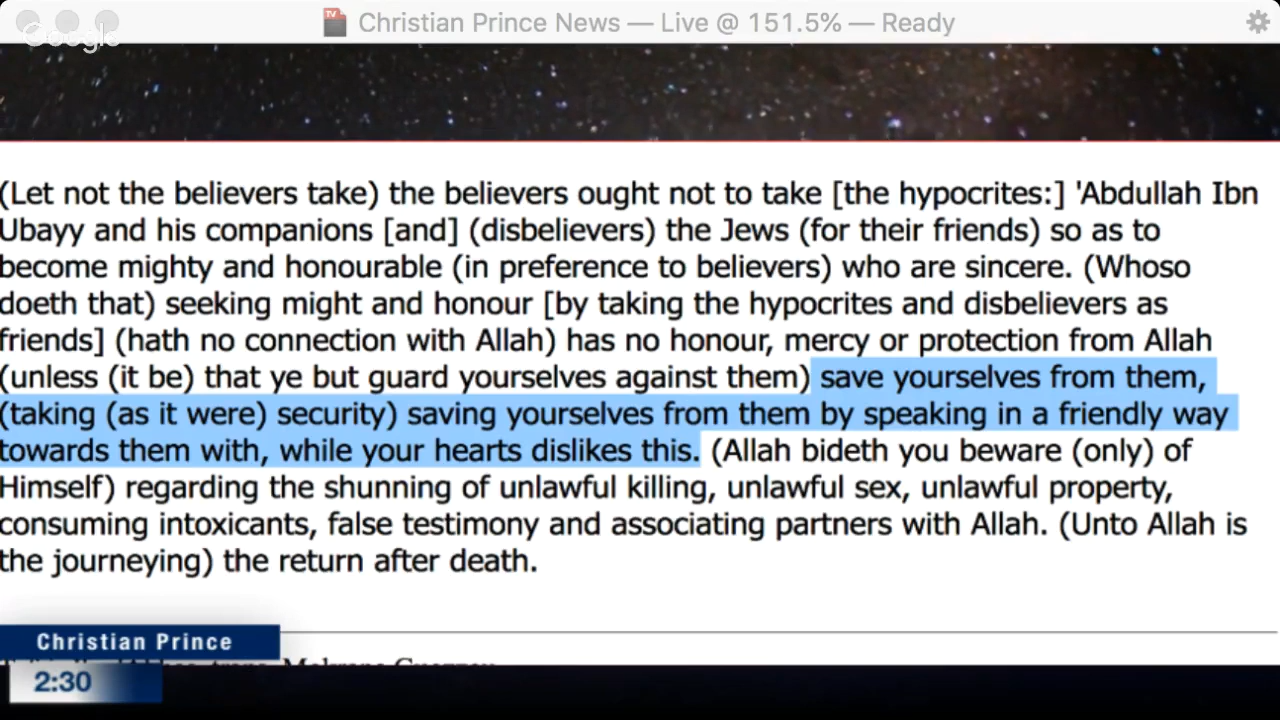 Christian Prince News — Live @ 151.5% — Ready
Google
(Let not the believers take) the believers ought not to take [the hypocrites:] 'Abdullah Ibn
Ubayy and his companions [and] (disbelievers) the Jews (for their friends) so as to
become mighty and honourable (in preference to believers) who are sincere. (Whoso
doeth that) seeking might and honour [by taking the hypocrites and disbelievers as
friends] (hath no connection with Allah) has no honour, mercy or protection from Allah
(unless (it be) that ye but guard yourselves against them) save yourselves from them,
(taking (as it were) security) saving yourselves from them by speaking in a friendly way
towards them with, while your hearts dislikes this. (Allah bideth you beware (only) of
Himself) regarding the shunning of unlawful killing, unlawful sex, unlawful property,
consuming intoxicants, false testimony and associating partners with Allah. (Unto Allah is
the journeying) the return after death.
Christian Prince
2:30